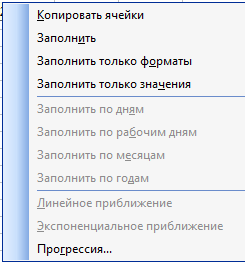 Копировать ячейки
Заполнить
Заполнить только форматы
Заполнить только значения
Заполнить по дням
Заполнить по рабочим дням
Заполнить по месяцам
Заполнить по годам
Линейное приближение
Экспоненциальное приближение
Прогрессия...